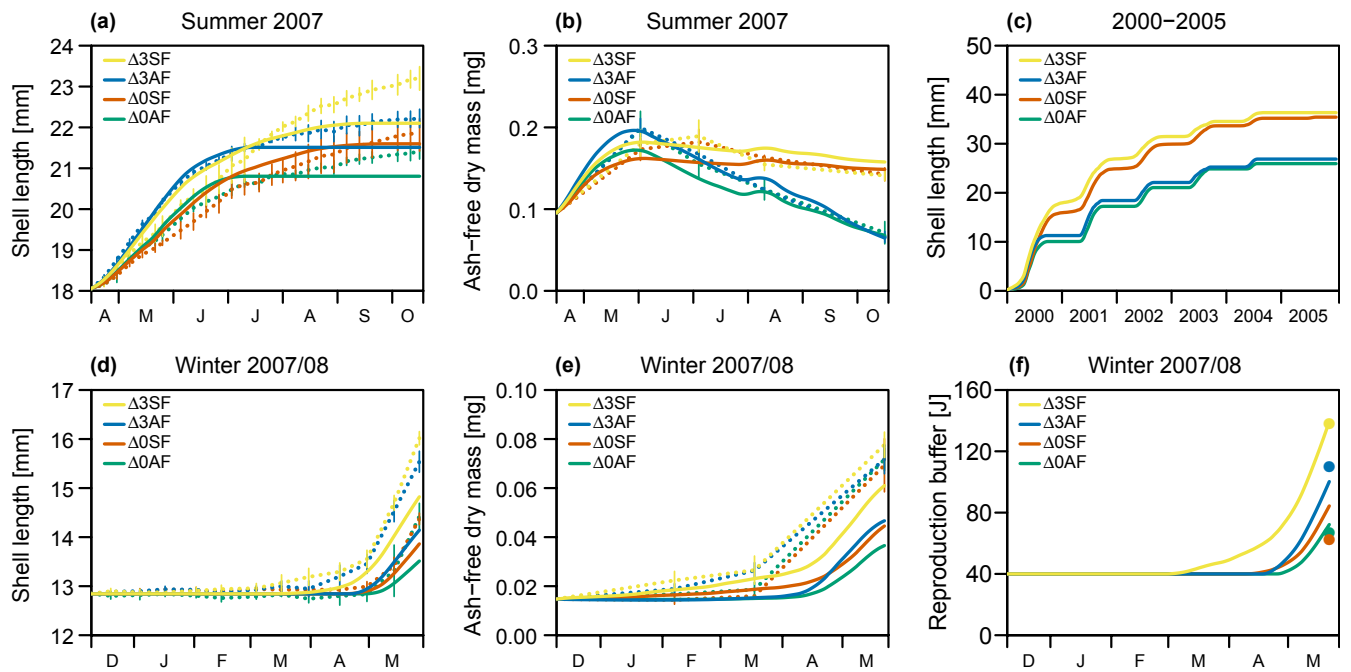 (a) Summer 2007
Shell length [mm]
24
23
22
21
20
19
18
Δ3SF
Δ3AF
Δ0SF
Δ0AF
A M J J A S O
(b) Summer 2007
Ash−free dry mass [mg]
0.3
0.2
0.1
0.0
Δ3SF
Δ3AF
Δ0SF
Δ0AF
A M J J A S O
(c) 2000−2005
Shell length [mm]
50
40
30
20
10
0
Δ3SF
Δ3AF
Δ0SF
Δ0AF
2000 2001 2002 2003 2004 2005
(d) Winter 2007/08
Shell length [mm]
17
16
15
14
13
12
Δ3SF
Δ3AF
Δ0SF
Δ0AF
D J F M A M
(e) Winter 2007/08
Ash−free dry mass [mg]
0.10
0.08
0.06
0.04
0.02
0.00
Δ3SF
Δ3AF
Δ0SF
Δ0AF
D J F M A M
(f) Winter 2007/08
Reproduction buffer [J]
160
120
80
40
0
Δ3SF
Δ3AF
Δ0SF
Δ0AF
D J F M A M